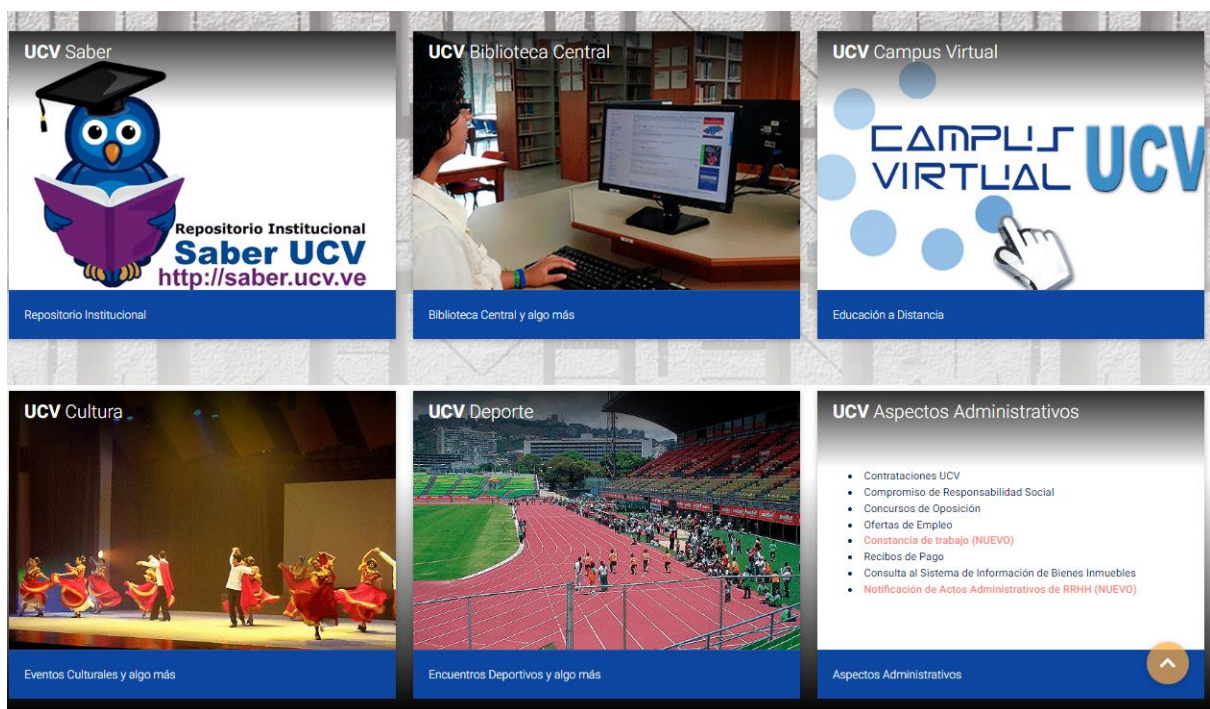 UCV Saber
Repositorio Institucional
Saber UCV
http://saber.ucv.ve
Repositorio Institucional
UCV Biblioteca Central
Biblioteca Central y algo más
UCV Campus Virtual
CAMPUS
VIRTUAL
UCV
Educación a Distancia
UCV Cultura
Eventos Culturales y algo más
UCV Deporte
Encuentros Deportivos y algo más
UCV Aspectos Administrativos
Contrataciones UCV
Compromiso de Responsabilidad Social
Concursos de Oposición
Ofertas de Empleo
Constancia de trabajo (NUEVO)
Recibos de Pago
Consulta al Sistema de Información de Bienes Inmuebles
Notificación de Actos Administrativos de RRHH (NUEVO)
Aspectos Administrativos